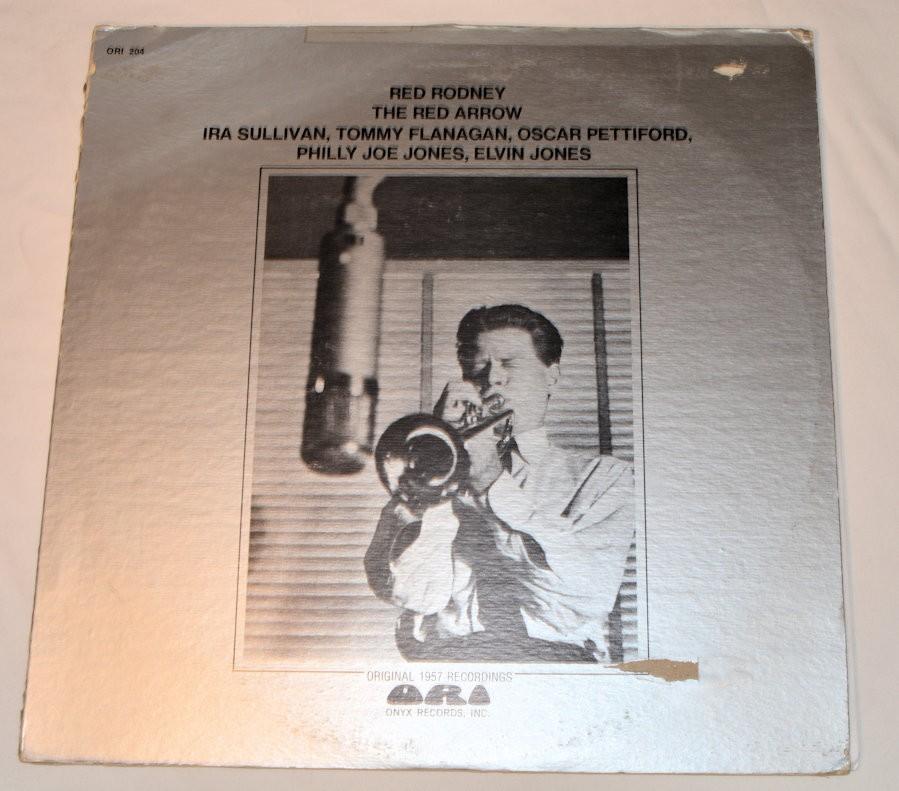 ORI 204
RED RODNEY
THE RED ARROW
IRA SULLIVAN, TOMMY FLANAGAN, OSCAR PETTIFORD,
PHILLY JOE JONES, ELVIN JONES
ORIGINAL 1957 RECORDINGS
ORI
ONYX RECORDS, INC.